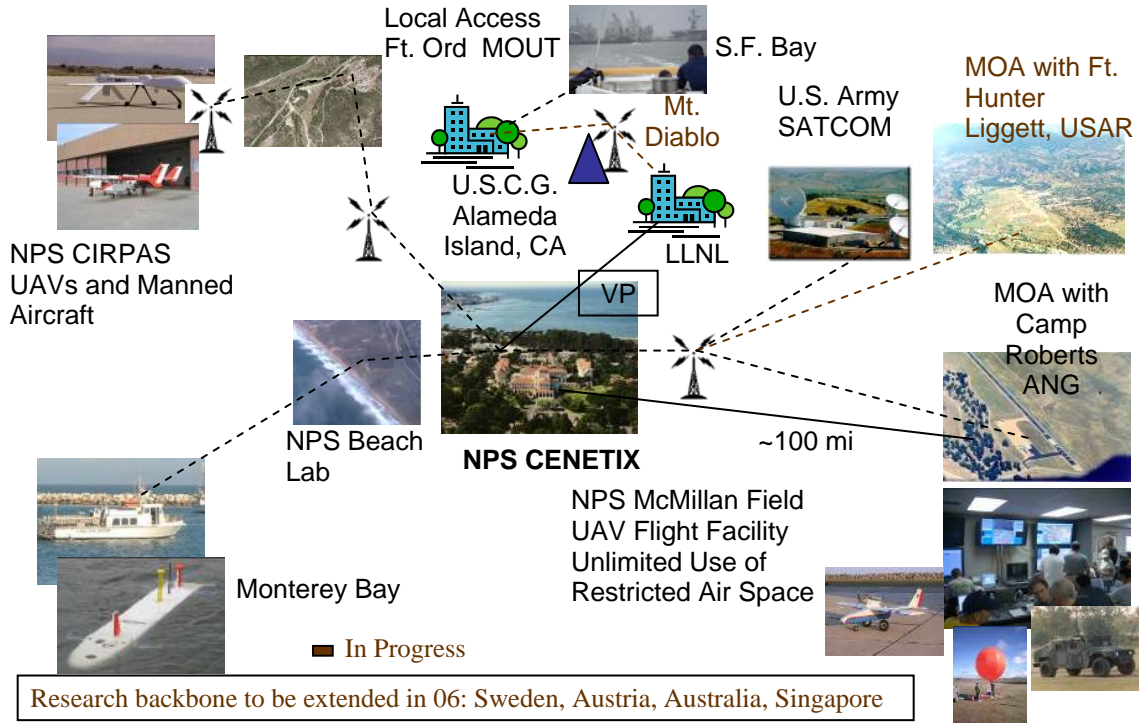 Local Access
Ft. Ord  MOUT
S.F. Bay
MOA with Ft.
Hunter
Liggett, USAR
U.S. Army
SATCOM
Mt.
Diablo
U.S.C.G.
Alameda
Island, CA
LLNL
NPS CIRPAS
UAVs and Manned
Aircraft
VP
MOA with
Camp
Roberts
ANG
NPS Beach
Lab
NPS CENETIX
~100 mi
NPS McMillan Field
UAV Flight Facility
Unlimited Use of
Restricted Air Space
Monterey Bay
In Progress
Research backbone to be extended in 06: Sweden, Austria, Australia, Singapore